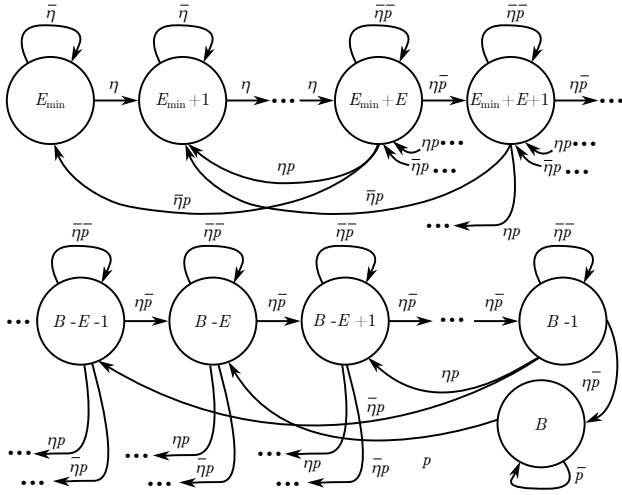 η̄ η̄ η̄p̄ η̄p̄
E_min η E_min+1 η ••• η E_min+E ηp̄ E_min+E+1 ηp̄ •••
ηp ••• ηp •••
η̄p ••• η̄p •••
ηp
η̄p η̄p
••• ηp
η̄p̄ η̄p̄ η̄p̄ η̄p̄
••• B-E-1 ηp̄ B-E ηp̄ B-E+1 ηp̄ ••• ηp̄ B-1
ηp ηp̄
η̄p
B
••• ηp ••• ηp ••• ηp
••• η̄p ••• η̄p ••• η̄p p p̄